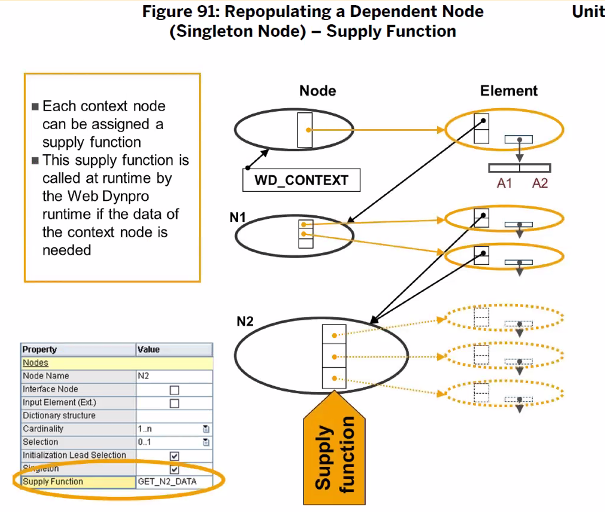 Figure 91: Repopulating a Dependent Node
(Singleton Node) – Supply Function
Unit
Each context node
can be assigned a
supply function
This supply function is
called at runtime by
the Web Dynpro
runtime if the data of
the context node is
needed
Node
Element
WD_CONTEXT
A1 A2
N1
N2
Supply
function
Property Value
Nodes
Node Name N2
Interface Node
Input Element (Ext.)
Dictionary structure
Cardinality 1..n
Selection 0..1
Initialization Lead Selection
Singleton
Supply Function GET_N2_DATA